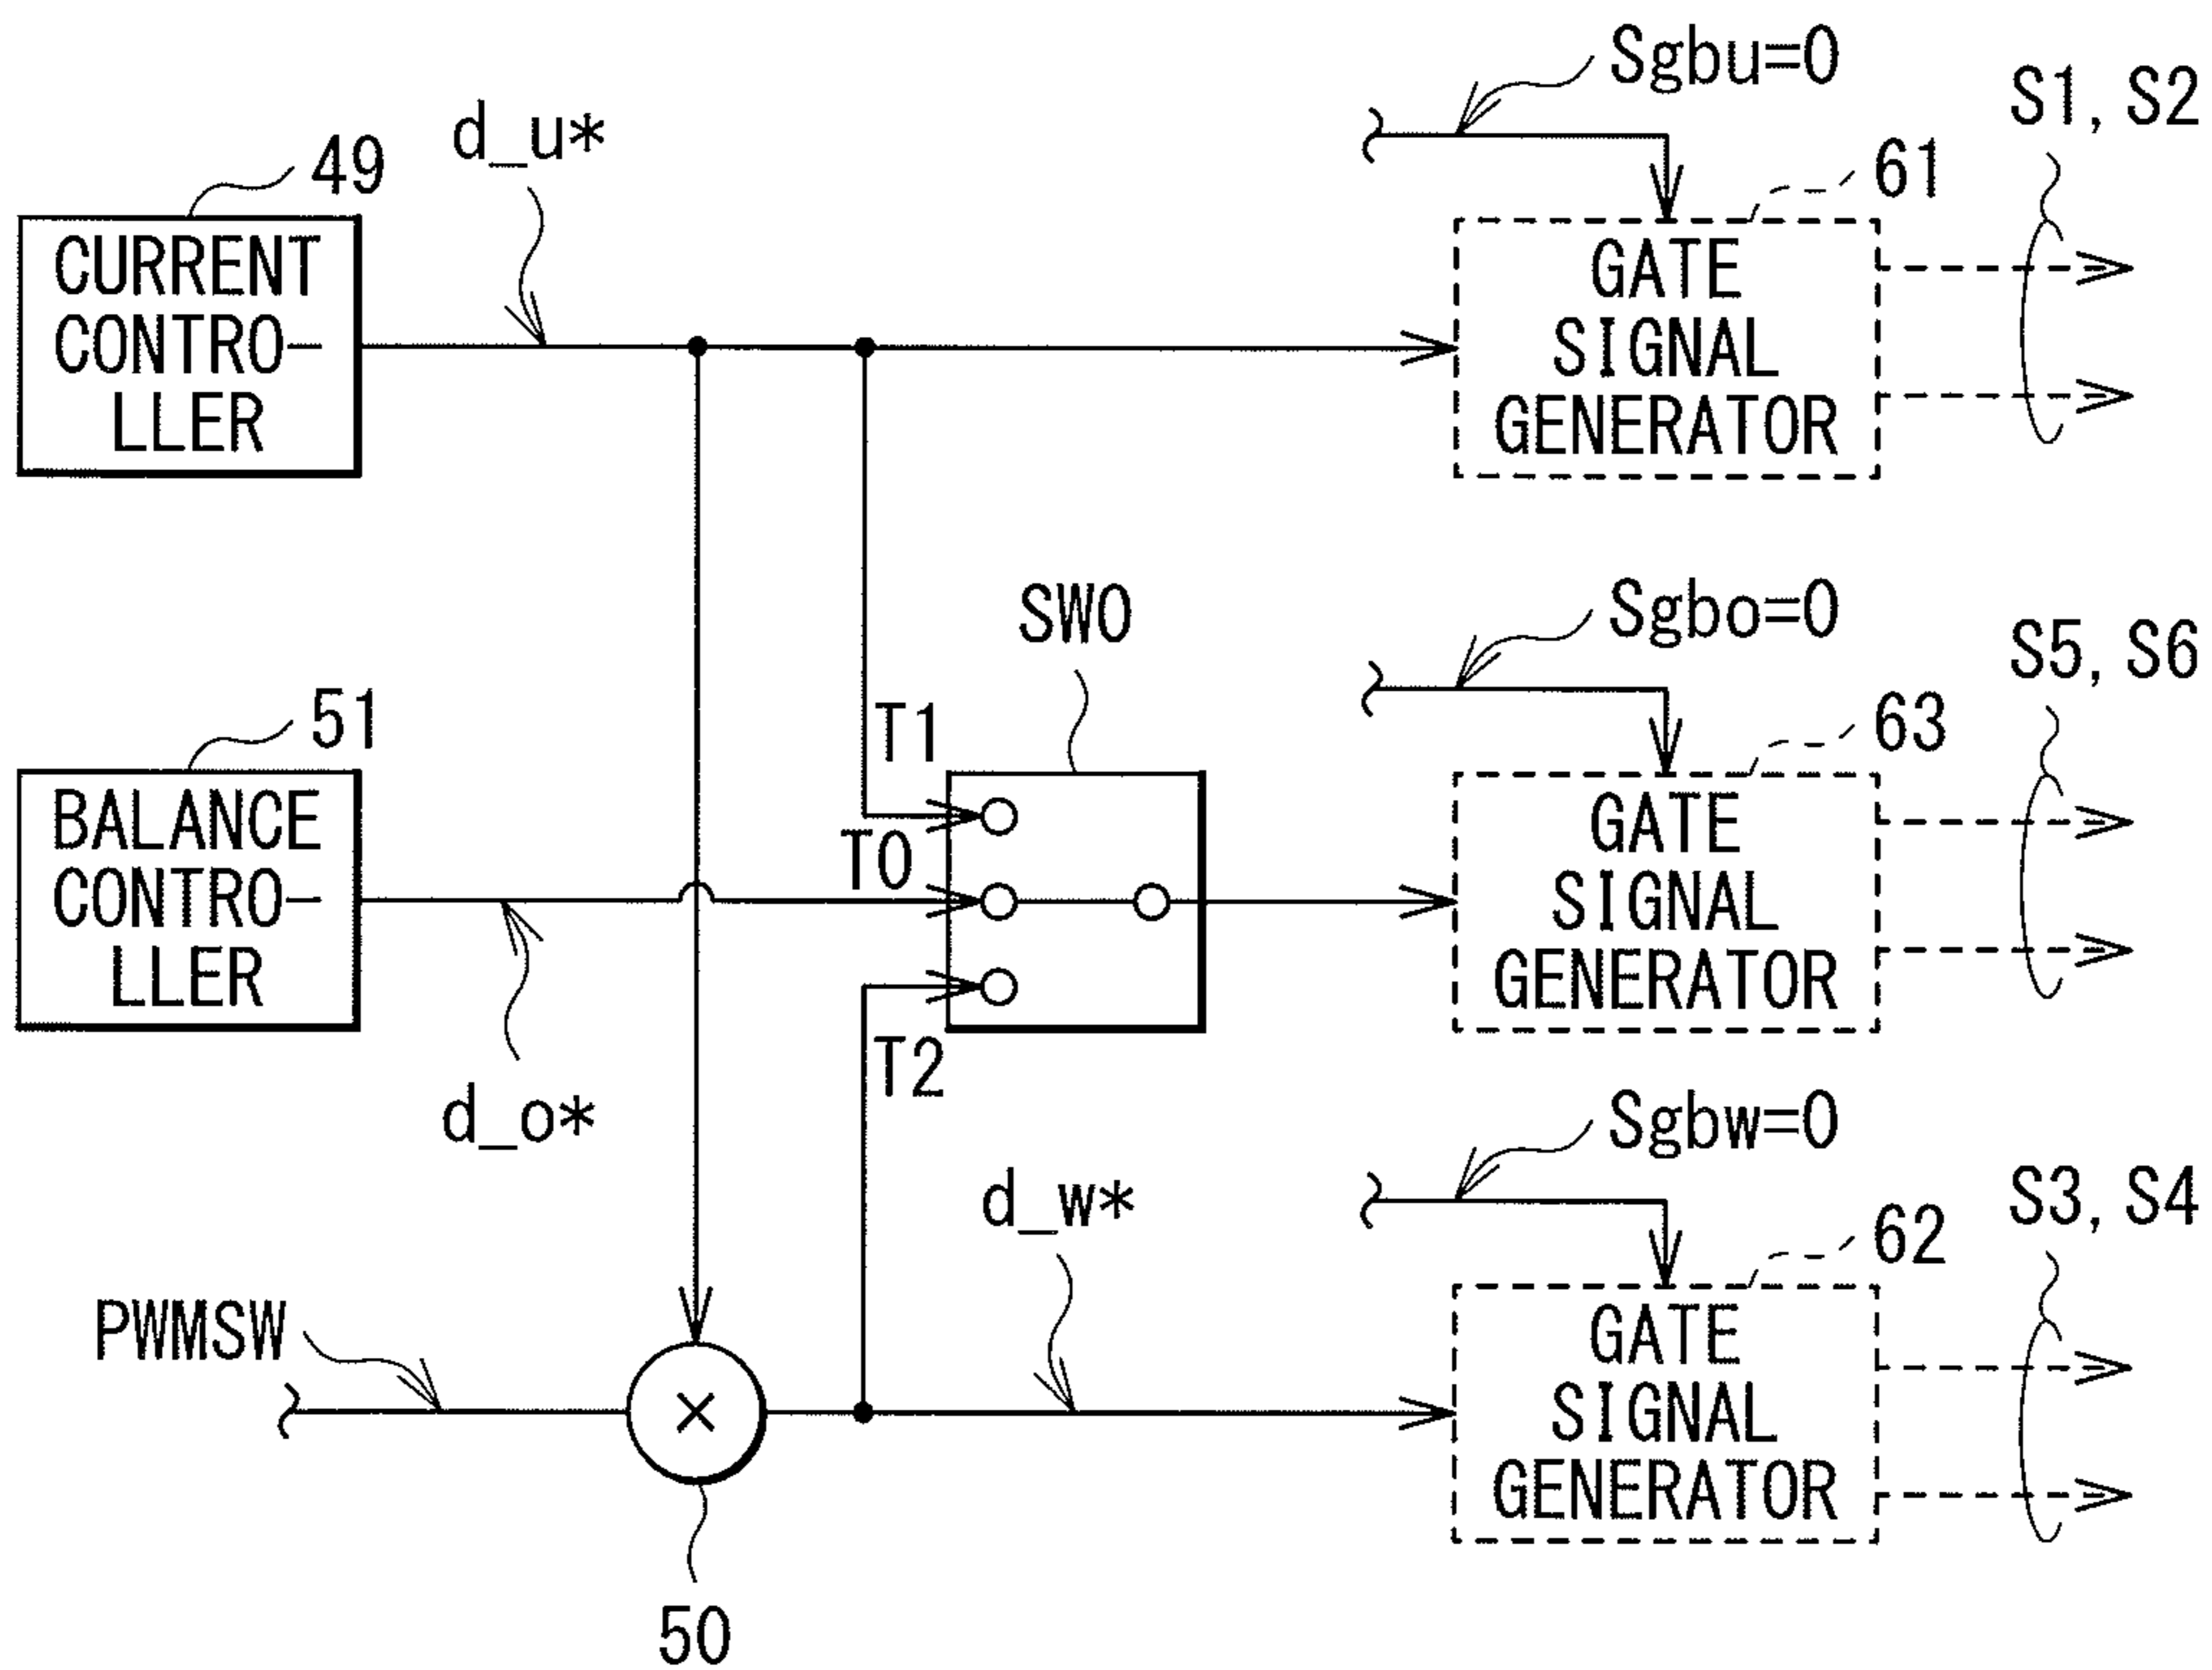 Sgbu=0
S1, S2
d_u*
49
61
CURRENT
CONTRO-
LLER
GATE
SIGNAL
GENERATOR
SWO
Sgbo=0
S5, S6
51
T1
63
BALANCE
CONTRO-
LLER
T0
GATE
SIGNAL
GENERATOR
T2
d_o*
Sgbw=0
d_w*
S3, S4
62
PWMSW
×
GATE
SIGNAL
GENERATOR
50